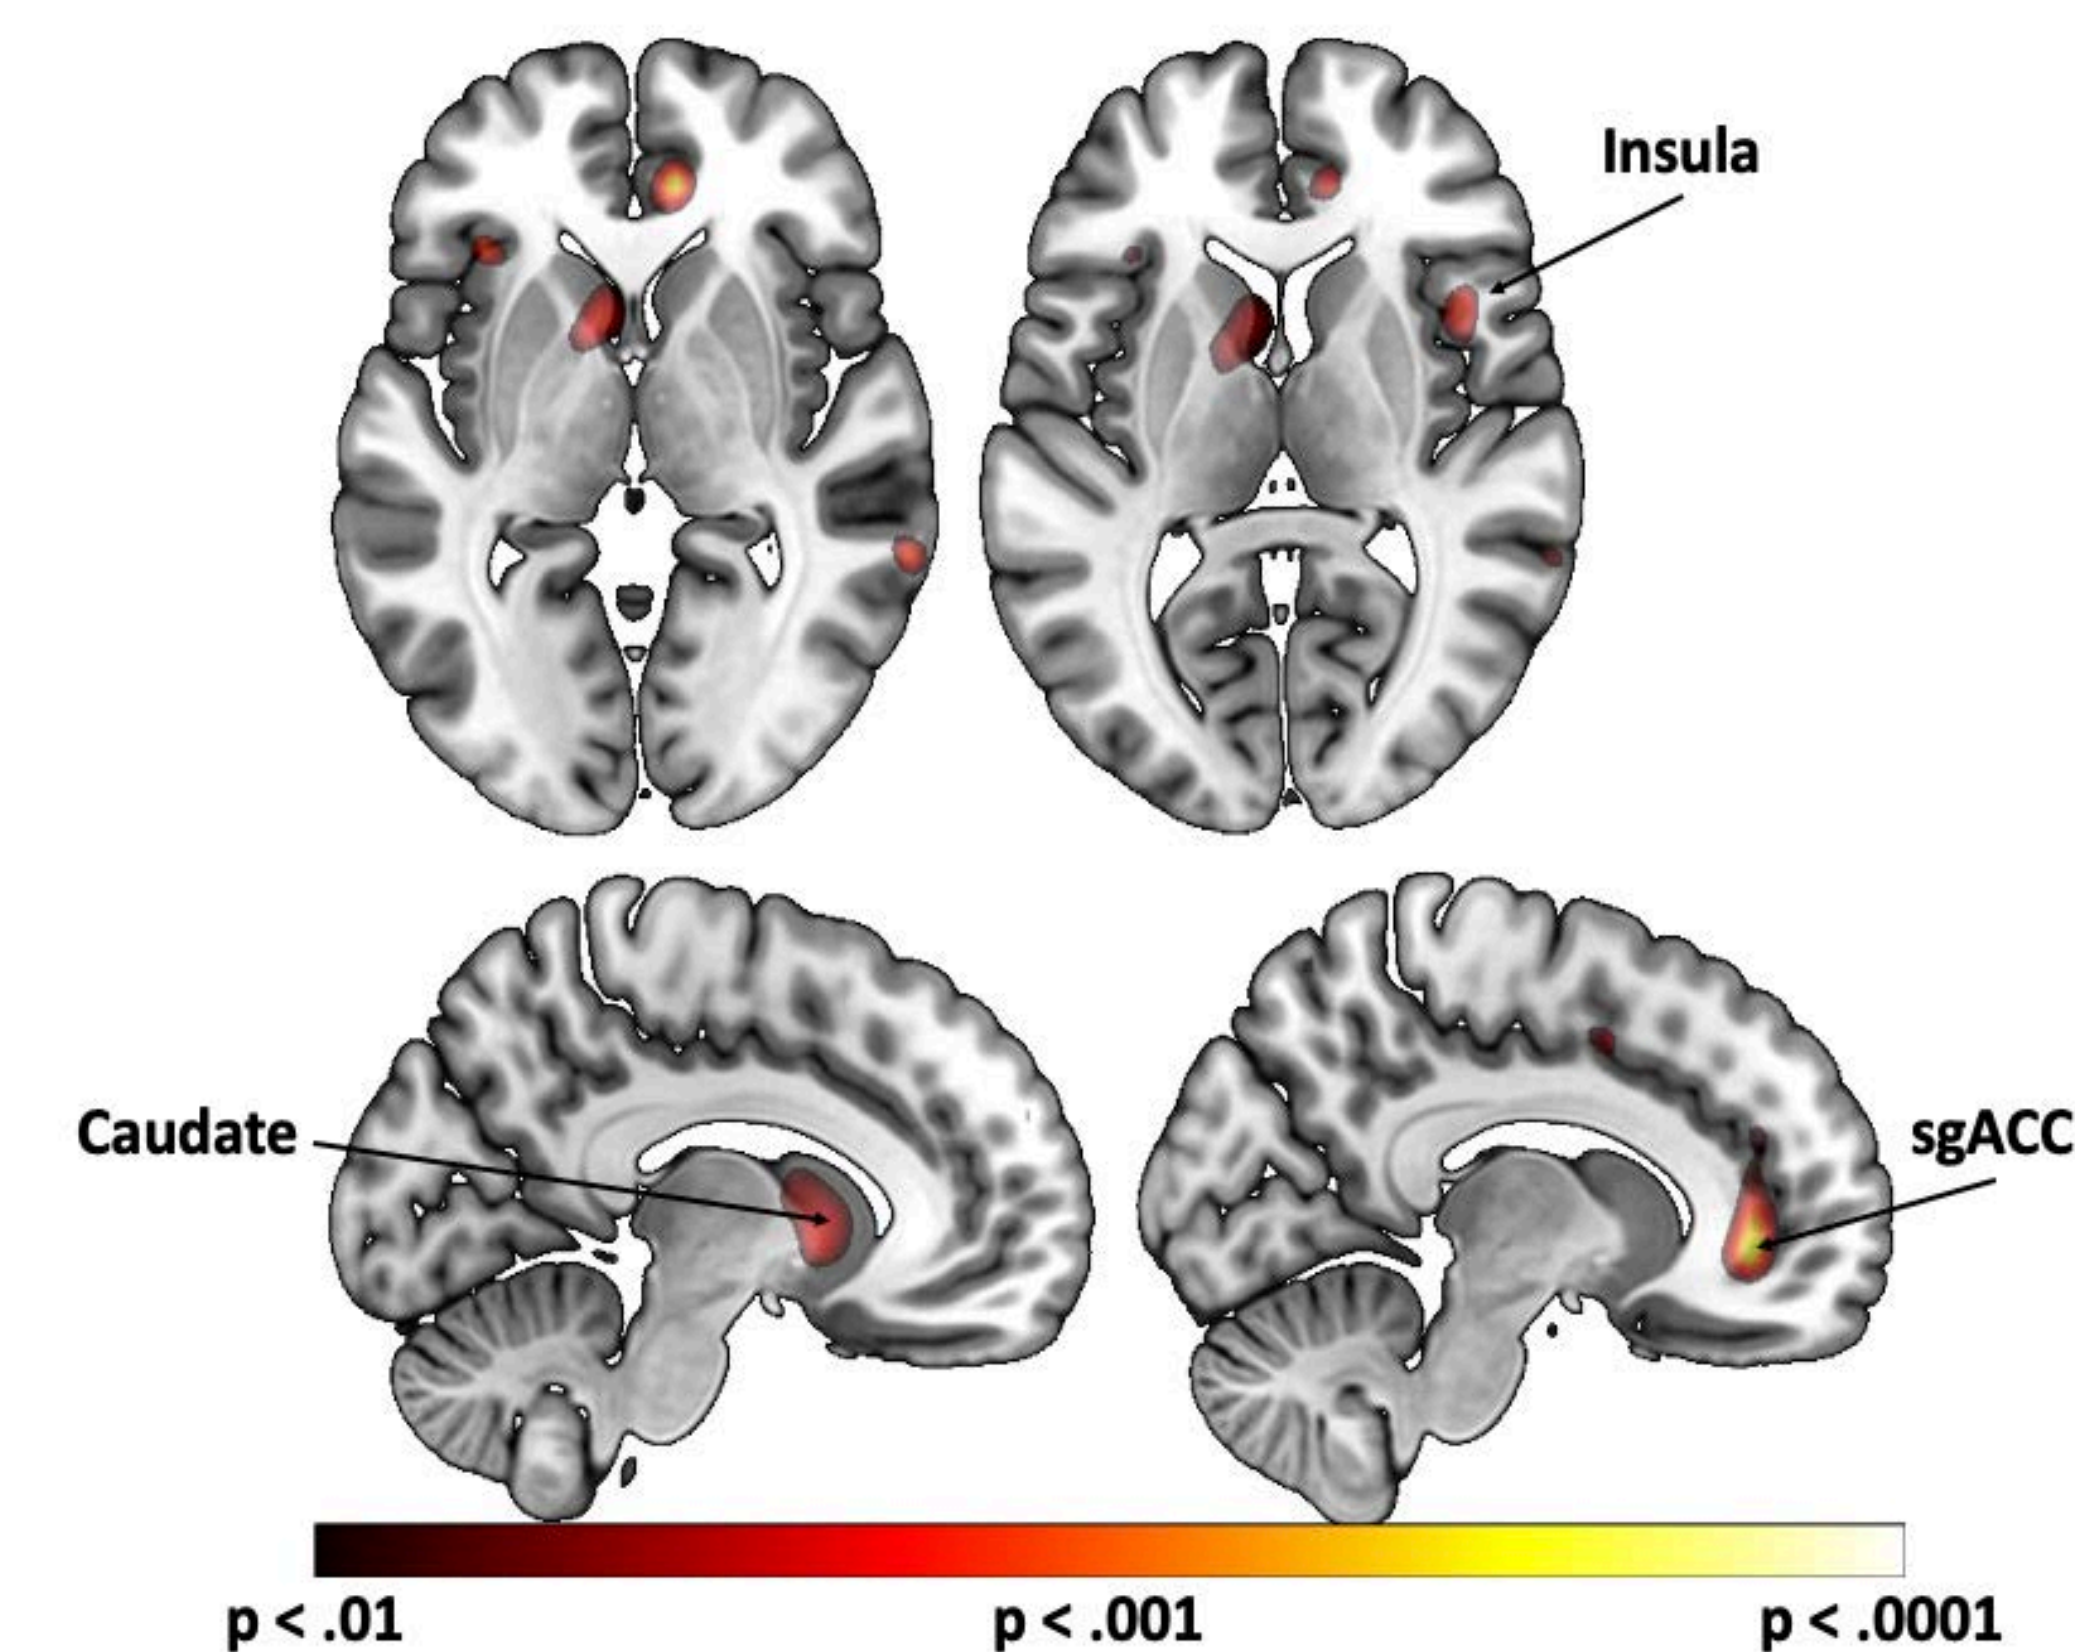 Insula
Caudate
sgACC
p < .01
p < .001
p < .0001